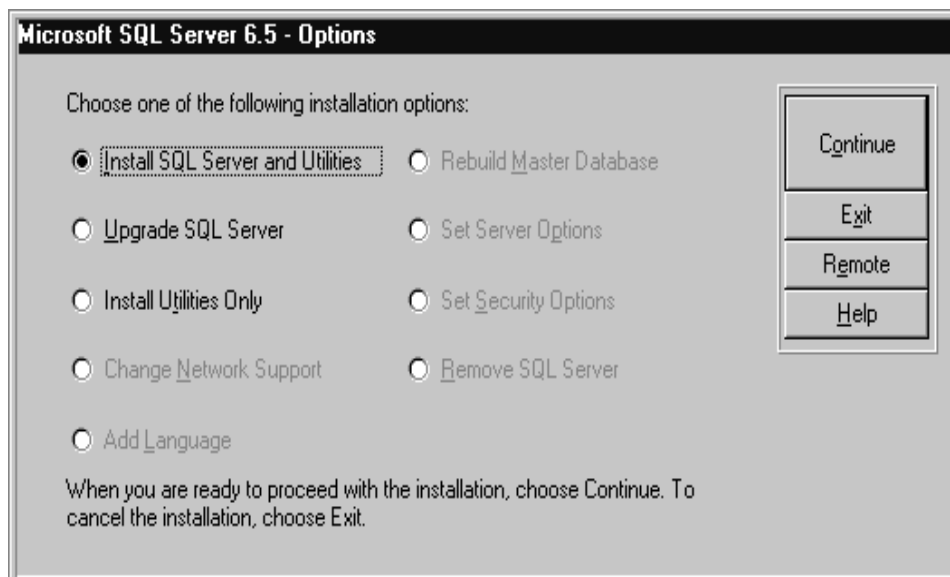 Microsoft SQL Server 6.5 - Options
Choose one of the following installation options:
Install SQL Server and Utilities
Rebuild Master Database
Upgrade SQL Server
Set Server Options
Install Utilities Only
Set Security Options
Change Network Support
Remove SQL Server
Add Language
When you are ready to proceed with the installation, choose Continue. To
cancel the installation, choose Exit.
Continue
Exit
Remote
Help